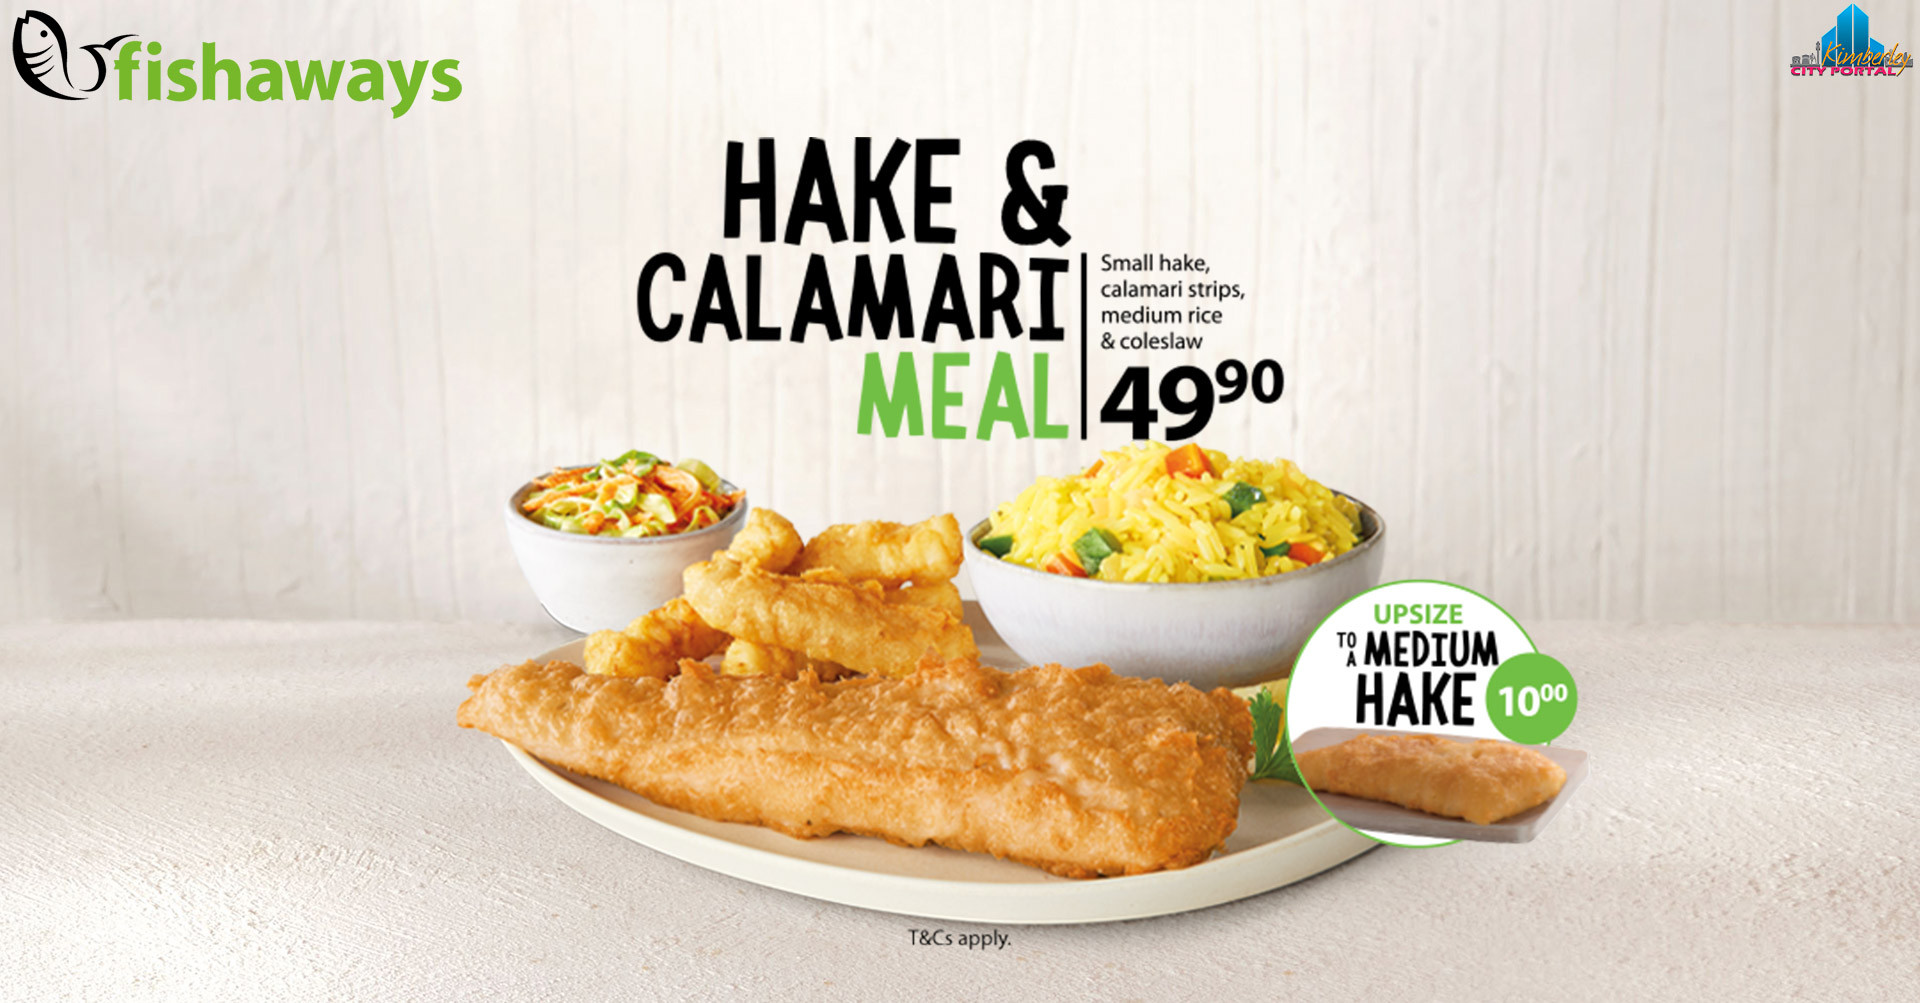 fishaways
Kimberley
CITY PORTAL
HAKE &
CALAMARI
MEAL
Small hake,
calamari strips,
medium rice
& coleslaw
49⁹⁰
UPSIZE
TO A MEDIUM
HAKE
10⁰⁰
T&Cs apply.